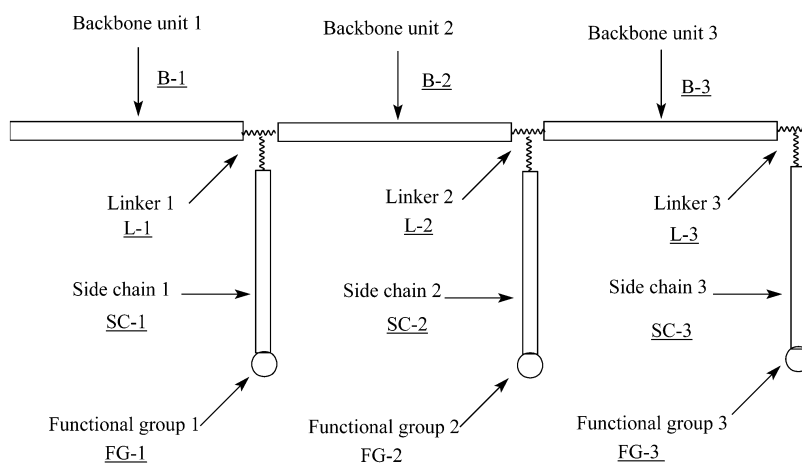 Backbone unit 1
Backbone unit 2
Backbone unit 3
B-1
B-2
B-3
Linker 1
Linker 2
Linker 3
L-1
L-2
L-3
Side chain 1
Side chain 2
Side chain 3
SC-1
SC-2
SC-3
Functional group 1
Functional group 2
Functional group 3
FG-1
FG-2
FG-3